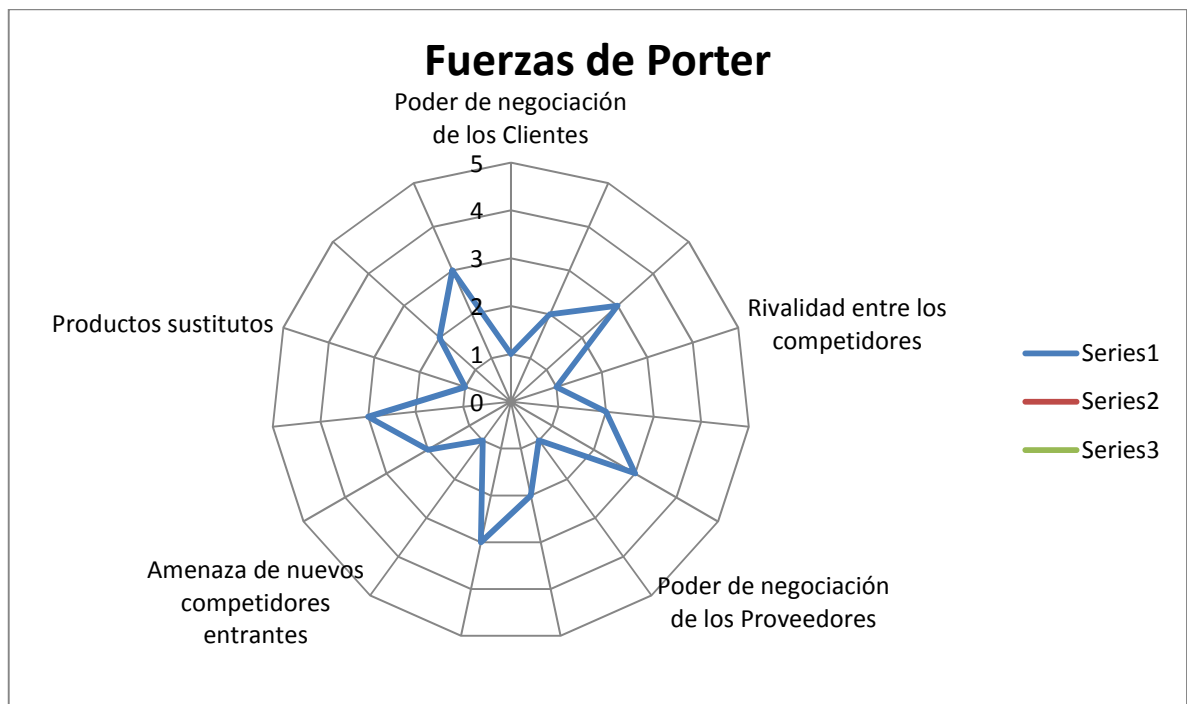 Fuerzas de Porter
Poder de negociación
de los Clientes
5
4
3
2
1
0
Rivalidad entre los
competidores
Productos sustitutos
Poder de negociación
de los Proveedores
Amenaza de nuevos
competidores
entrantes
Series1
Series2
Series3